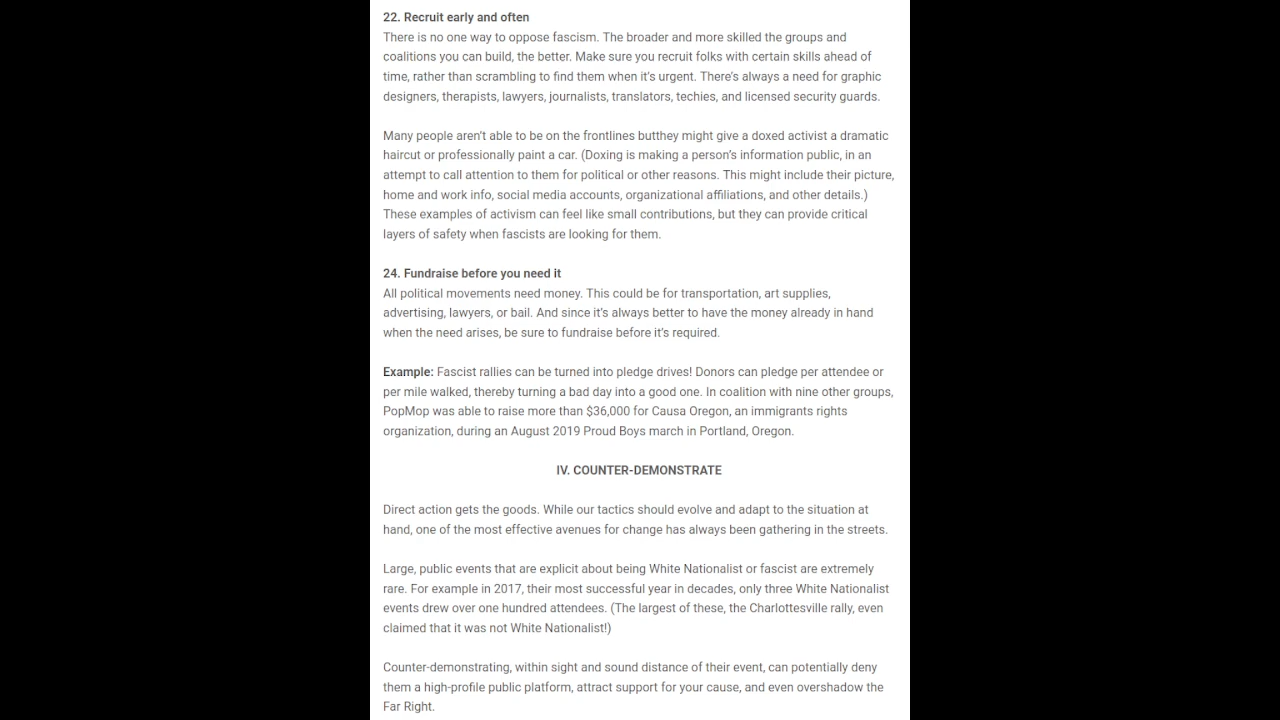 22. Recruit early and often
There is no one way to oppose fascism. The broader and more skilled the groups and
coalitions you can build, the better. Make sure you recruit folks with certain skills ahead of
time, rather than scrambling to find them when it's urgent. There's always a need for graphic
designers, therapists, lawyers, journalists, translators, techies, and licensed security guards.
Many people aren't able to be on the frontlines butthey might give a doxed activist a dramatic
haircut or professionally paint a car. (Doxing is making a person's information public, in an
attempt to call attention to them for political or other reasons. This might include their picture,
home and work info, social media accounts, organizational affiliations, and other details.)
These examples of activism can feel like small contributions, but they can provide critical
layers of safety when fascists are looking for them.
24. Fundraise before you need it
All political movements need money. This could be for transportation, art supplies,
advertising, lawyers, or bail. And since it's always better to have the money already in hand
when the need arises, be sure to fundraise before it's required.
Example: Fascist rallies can be turned into pledge drives! Donors can pledge per attendee or
per mile walked, thereby turning a bad day into a good one. In coalition with nine other groups,
PopMop was able to raise more than $36,000 for Causa Oregon, an immigrants rights
organization, during an August 2019 Proud Boys march in Portland, Oregon.
IV. COUNTER-DEMONSTRATE
Direct action gets the goods. While our tactics should evolve and adapt to the situation at
hand, one of the most effective avenues for change has always been gathering in the streets.
Large, public events that are explicit about being White Nationalist or fascist are extremely
rare. For example in 2017, their most successful year in decades, only three White Nationalist
events drew over one hundred attendees. (The largest of these, the Charlottesville rally, even
claimed that it was not White Nationalist!)
Counter-demonstrating, within sight and sound distance of their event, can potentially deny
them a high-profile public platform, attract support for your cause, and even overshadow the
Far Right.